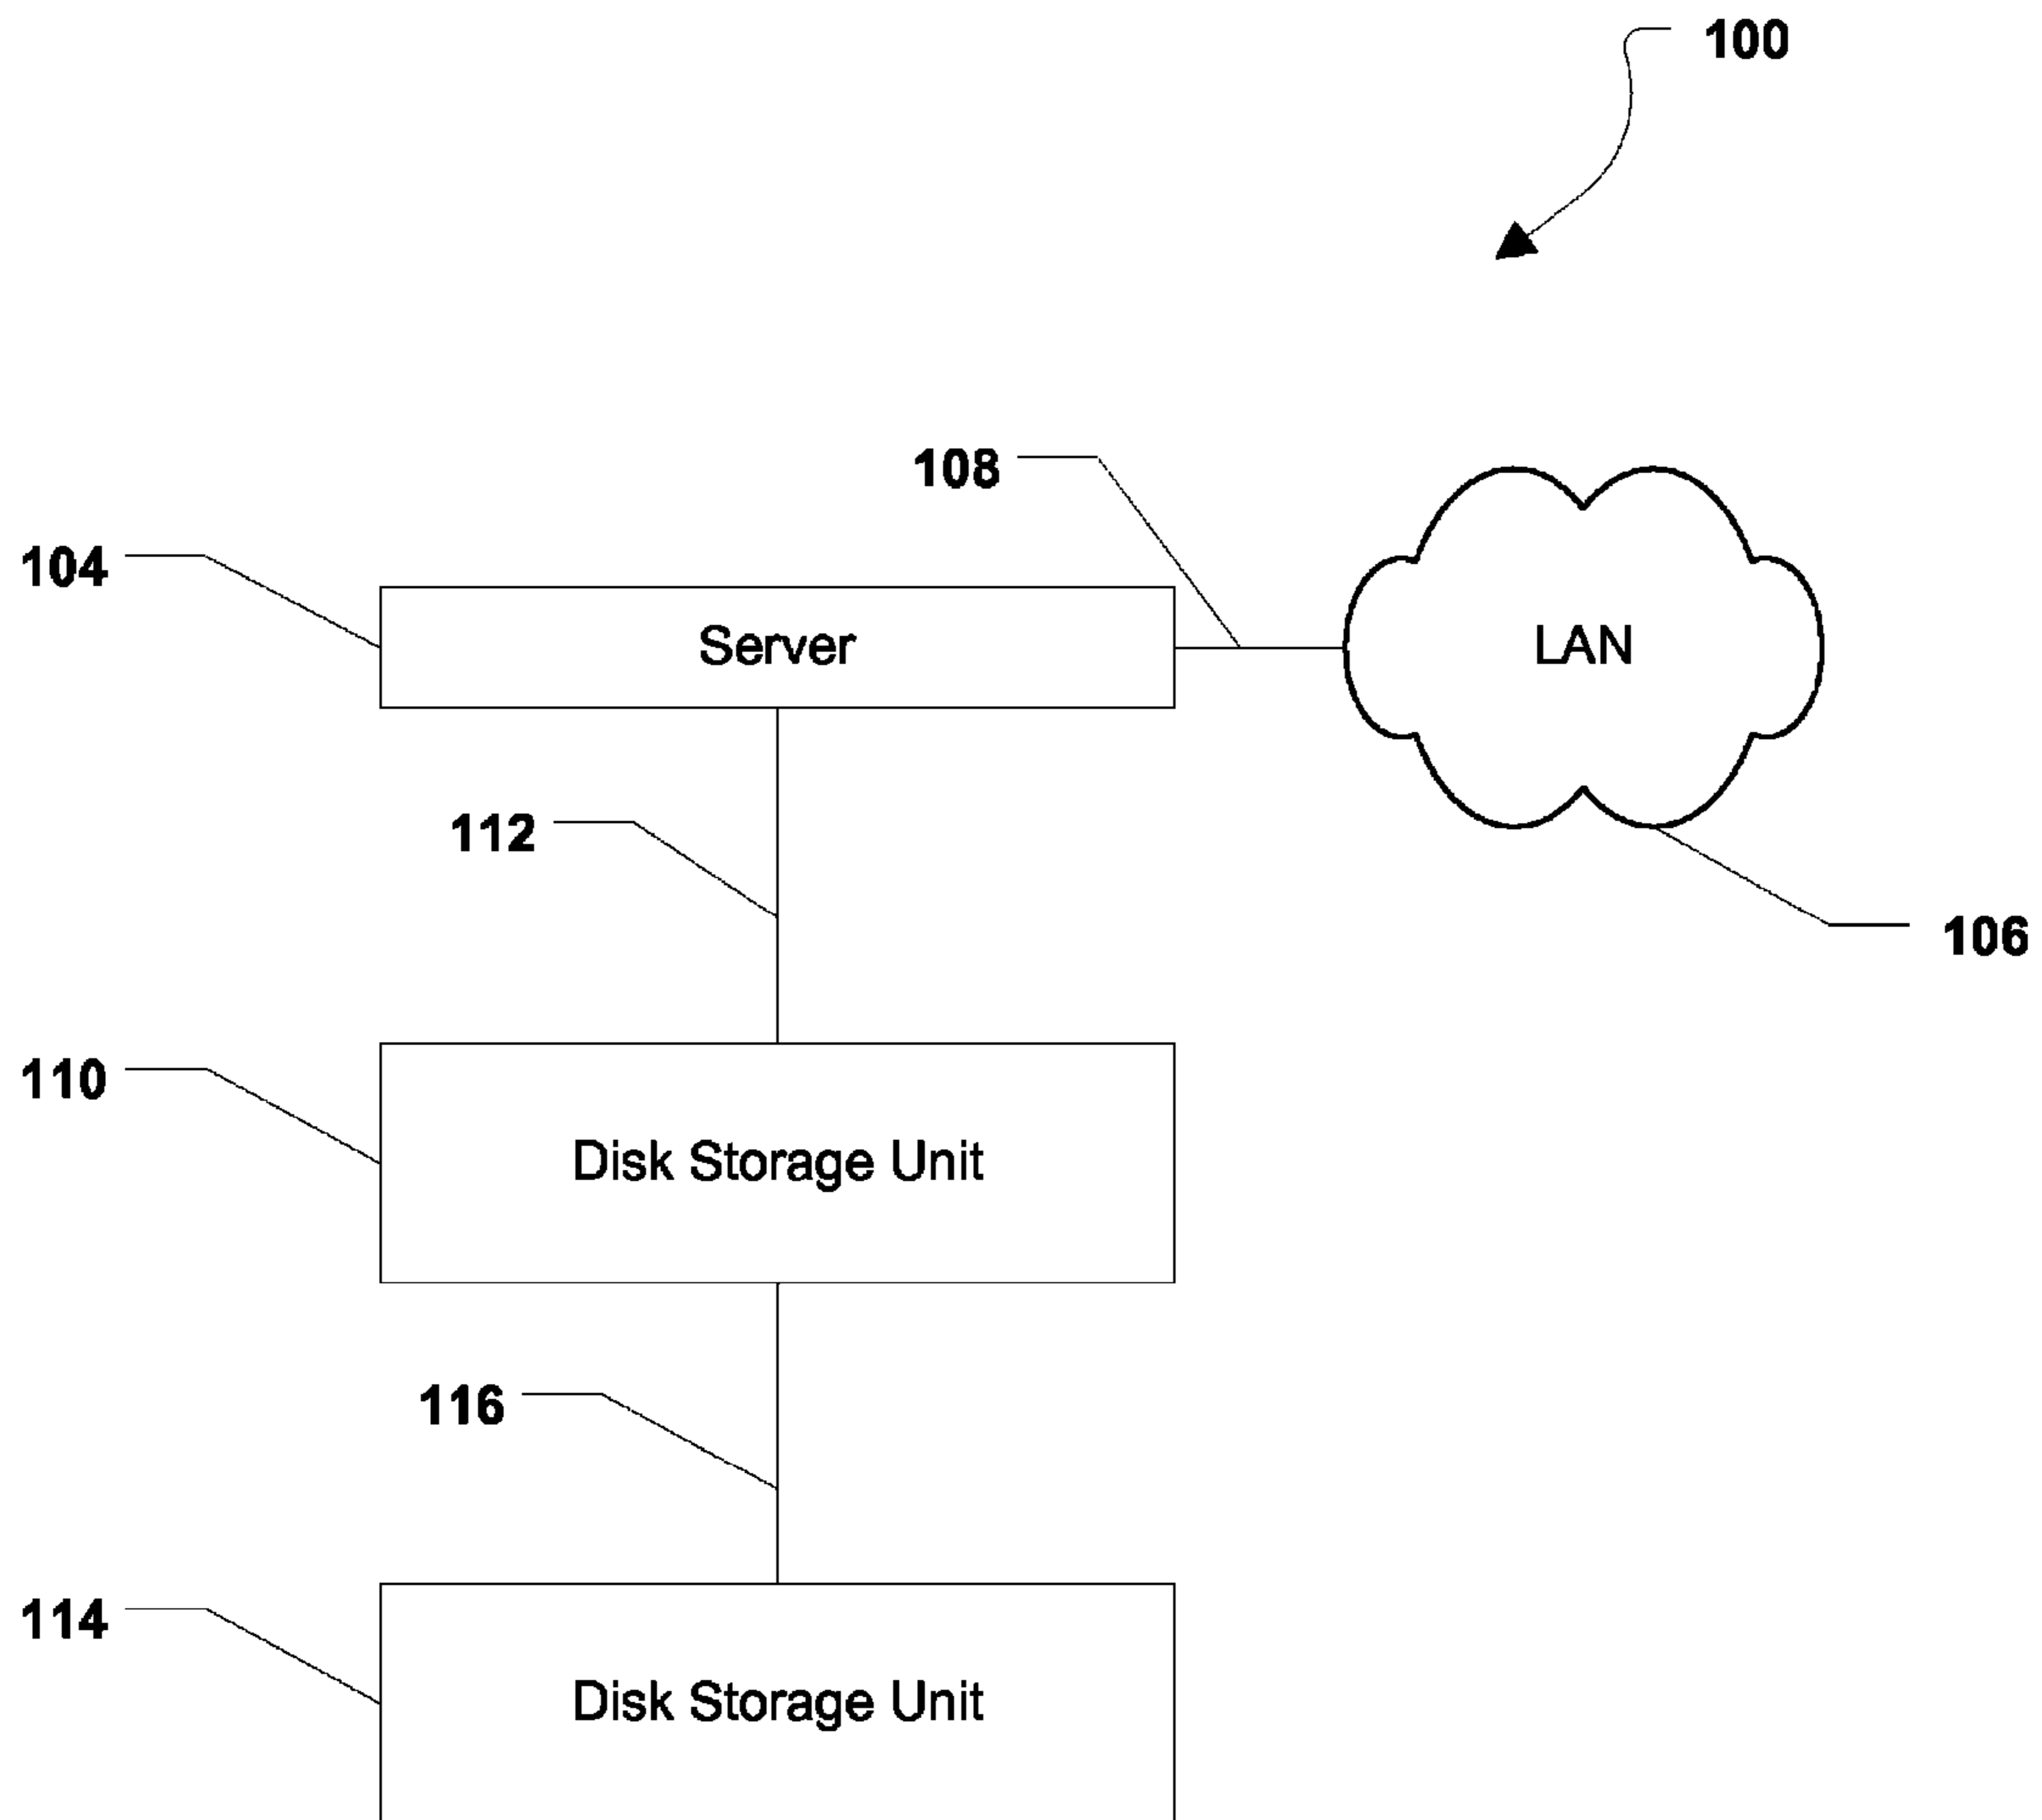 100
108
104
Server
LAN
112
106
110
Disk Storage Unit
116
114
Disk Storage Unit